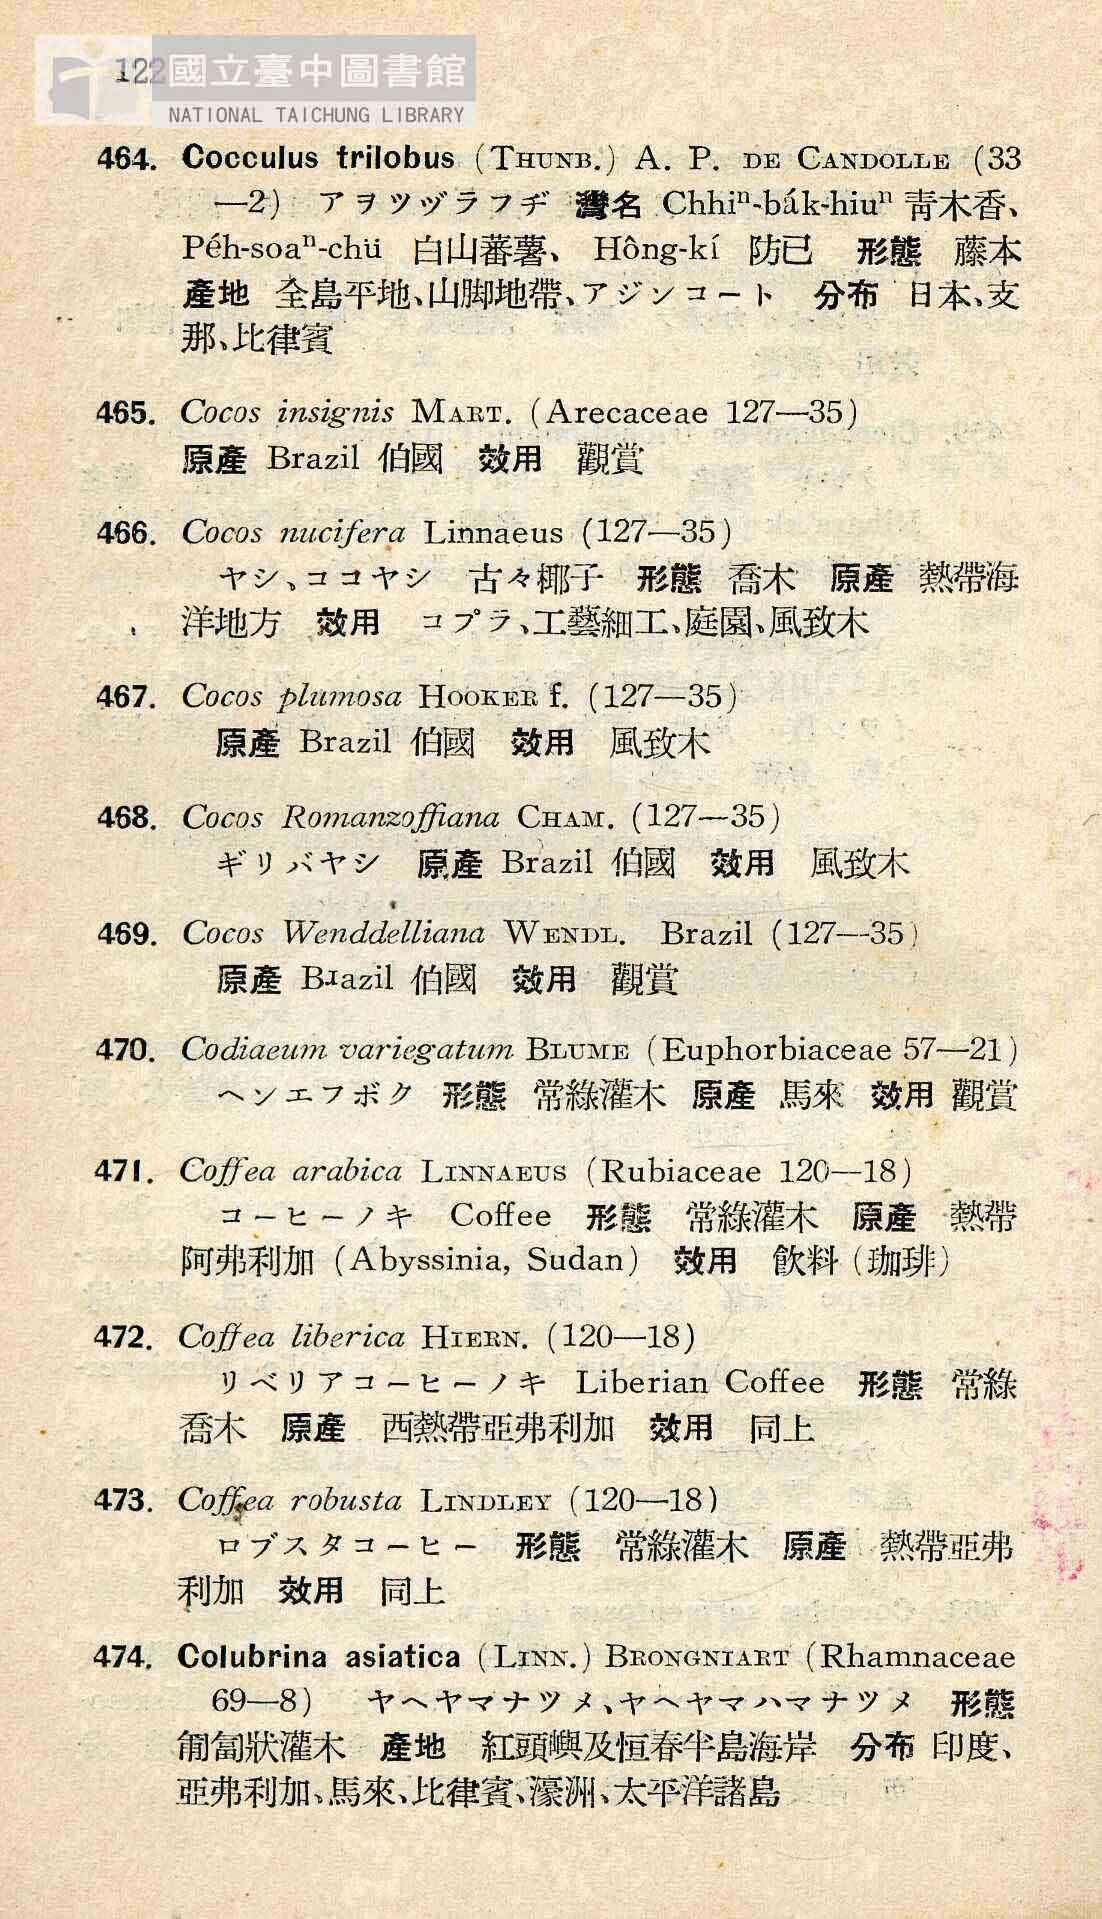 122
國立臺中圖書館
NATIONAL TAICHUNG LIBRARY
464. Cocculus trilobus (THUNB.) A. P. DE CANDOLLE (33
—2) アヲツヅラフヂ 灣名 Chhiⁿ-bák-hiuⁿ 靑木香、
Péh-soaⁿ-chü 白山蕃薯、 Hông-kí 防已 形態 藤本
產地 全島平地、山脚地帶、アジンコート 分布 日本、支
那、比律賓
465. Cocos insignis MART. (Arecaceae 127—35)
原產 Brazil 伯國 效用 觀賞
466. Cocos nucifera Linnaeus (127—35)
ヤシ、ココヤシ 古々椰子 形態 喬木 原產 熱帶海
洋地方 效用 コプラ、工藝細工、庭園、風致木
467. Cocos plumosa HOOKER f. (127—35)
原產 Brazil 伯國 效用 風致木
468. Cocos Romanzoffiana CHAM. (127—35)
ギリバヤシ 原產 Brazil 伯國 效用 風致木
469. Cocos Wenddelliana WENDL. Brazil (127—35)
原產 Brazil 伯國 效用 觀賞
470. Codiaeum variegatum BLUME (Euphorbiaceae 57—21)
ヘンエフボク 形態 常綠灌木 原產 馬來 效用 觀賞
471. Coffea arabica LINNAEUS (Rubiaceae 120—18)
コーヒーノキ Coffee 形態 常綠灌木 原產 熱帶
阿弗利加 (Abyssinia, Sudan) 效用 飮料 (珈琲)
472. Coffea liberica HIERN. (120—18)
リベリアコーヒーノキ Liberian Coffee 形態 常綠
喬木 原產 西熱帶亞弗利加 效用 同上
473. Coffea robusta LINDLEY (120—18)
ロブスタコーヒー 形態 常綠灌木 原產 熱帶亞弗
利加 效用 同上
474. Colubrina asiatica (LINN.) BRONGNIART (Rhamnaceae
69—8) ヤヘヤマナツメ、ヤヘヤマハマナツメ 形態
匍匐狀灌木 產地 紅頭嶼及恒春半島海岸 分布 印度、
亞弗利加、馬來、比律賓、濠洲、太平洋諸島